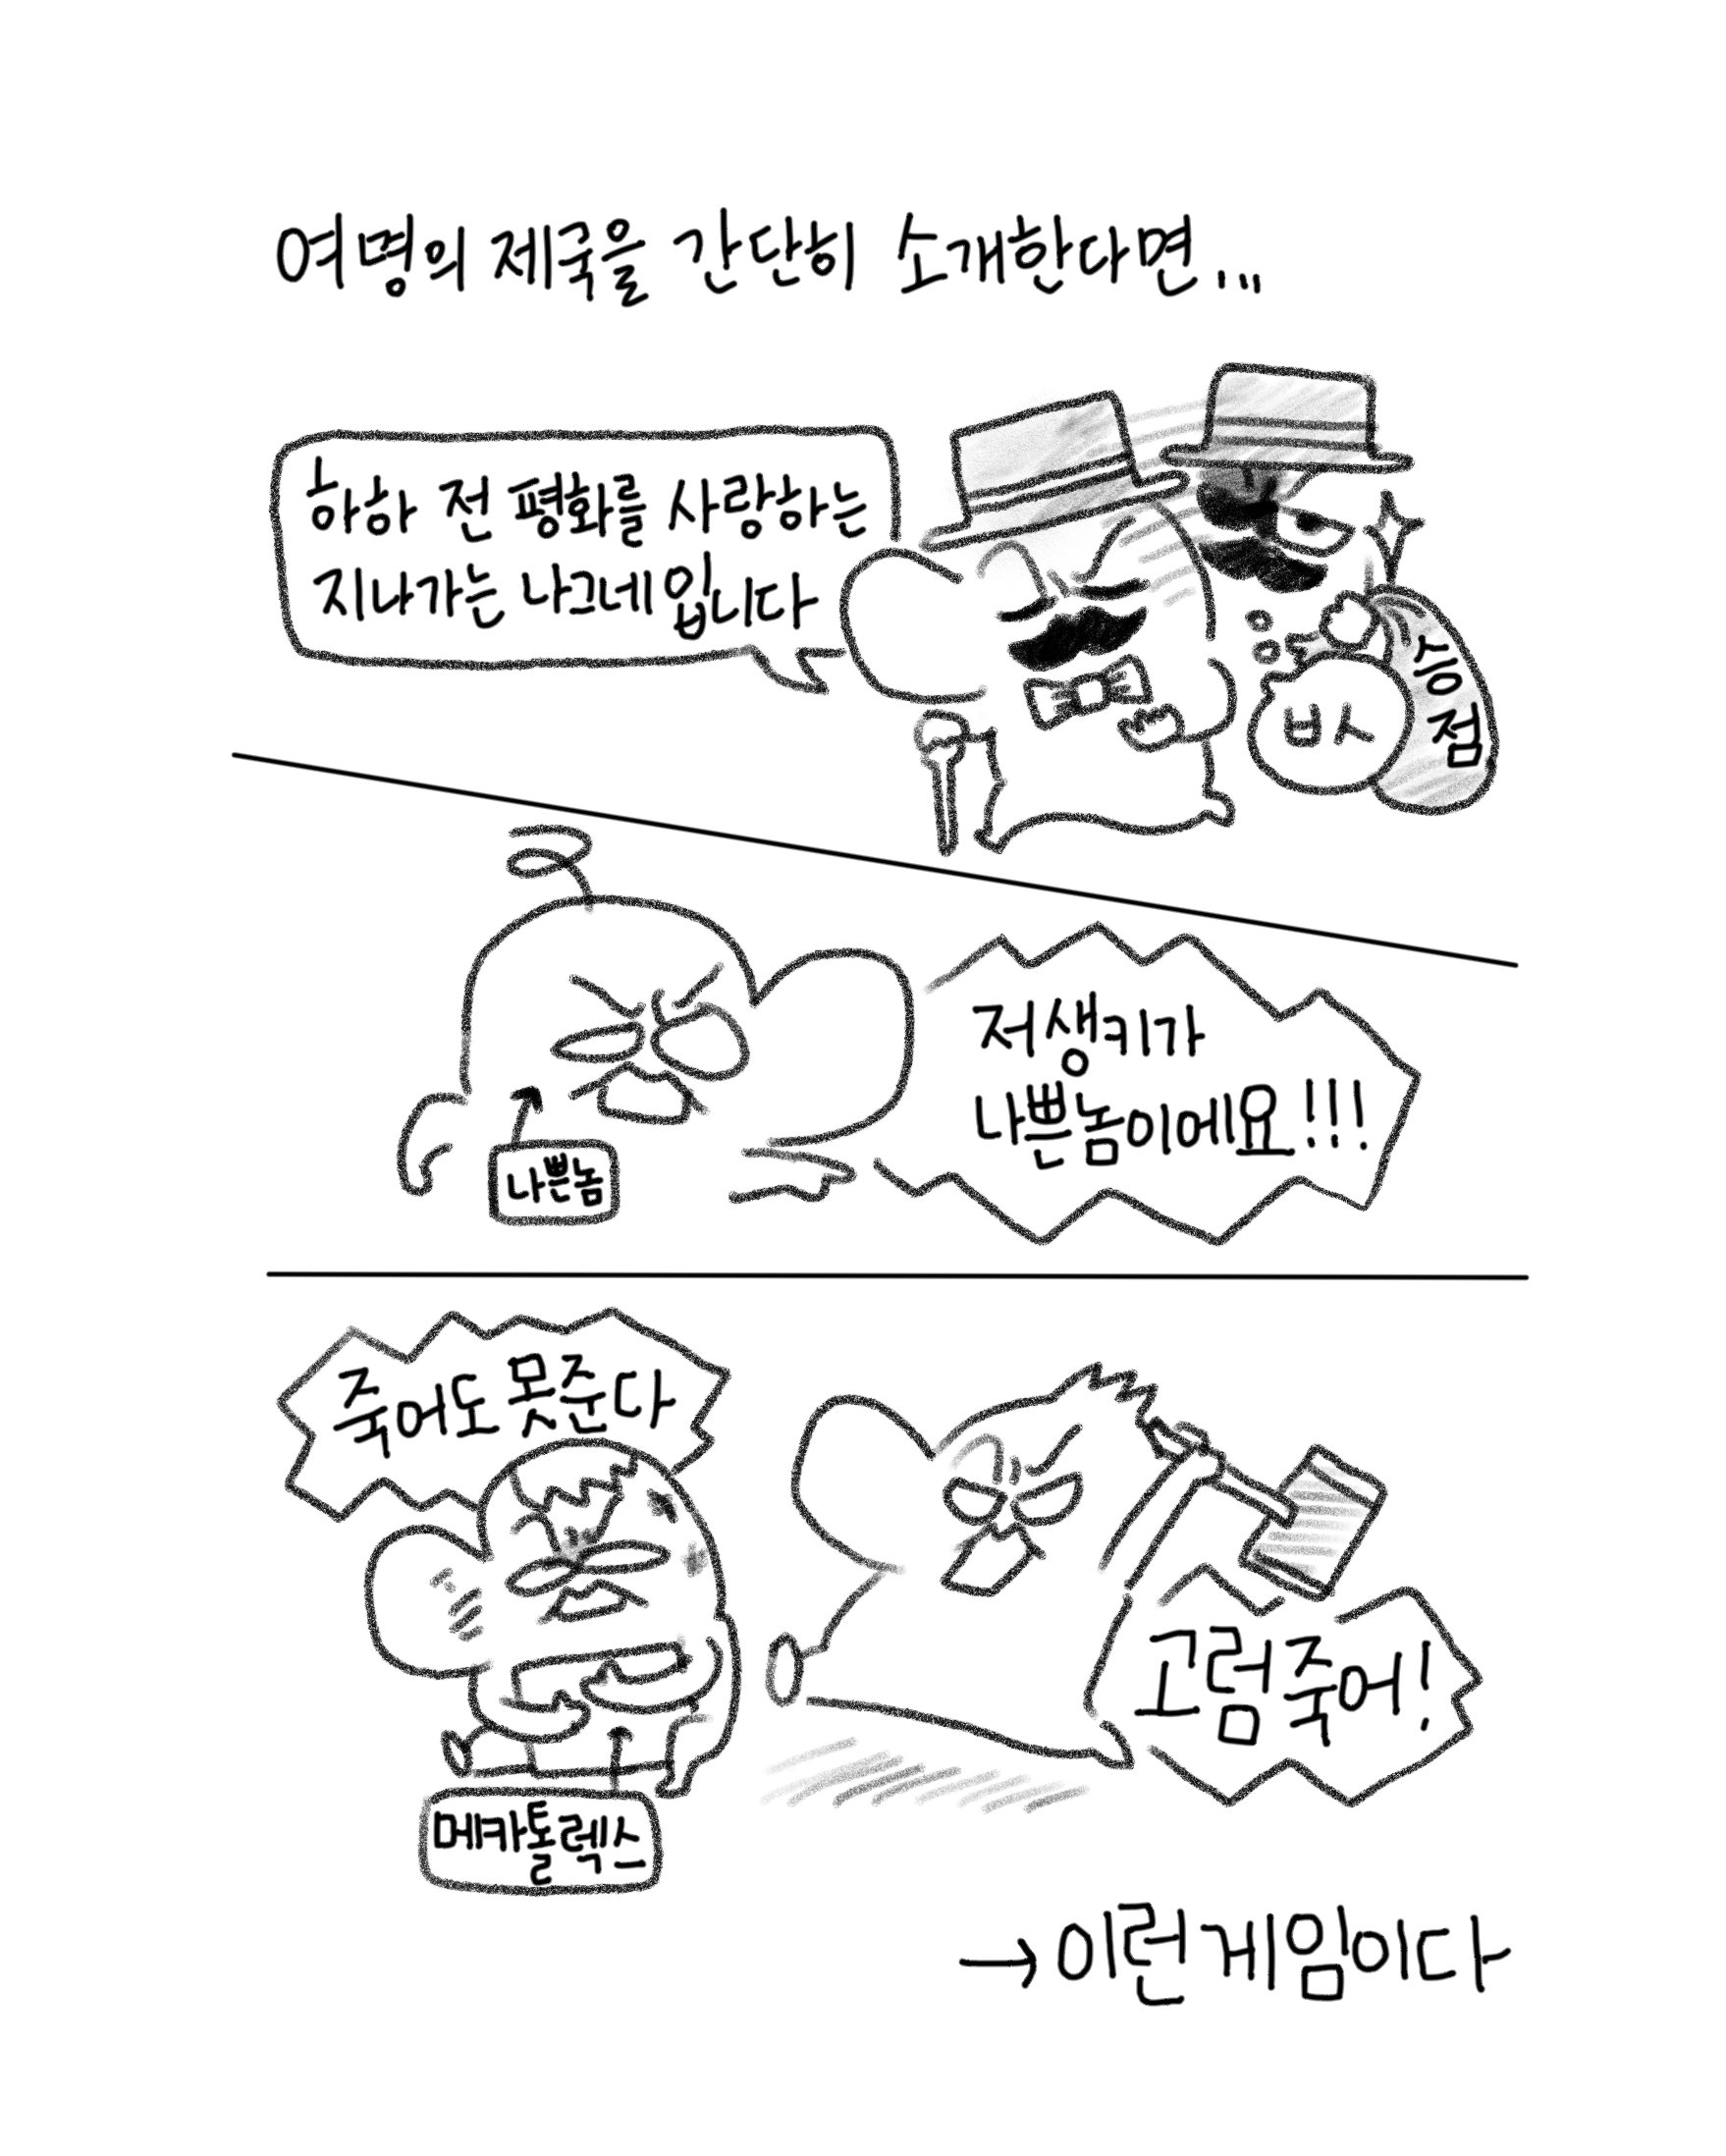 여명의 제국을 간단히 소개한다면...
하하 전 평화를 사랑하는
지나가는 나그네입니다
ㅂㅅ
승점
저생키가
나쁜놈이에요!!!
나쁜놈
죽어도못준다
고럼죽어!
메카톨렉스
→이런게임이다